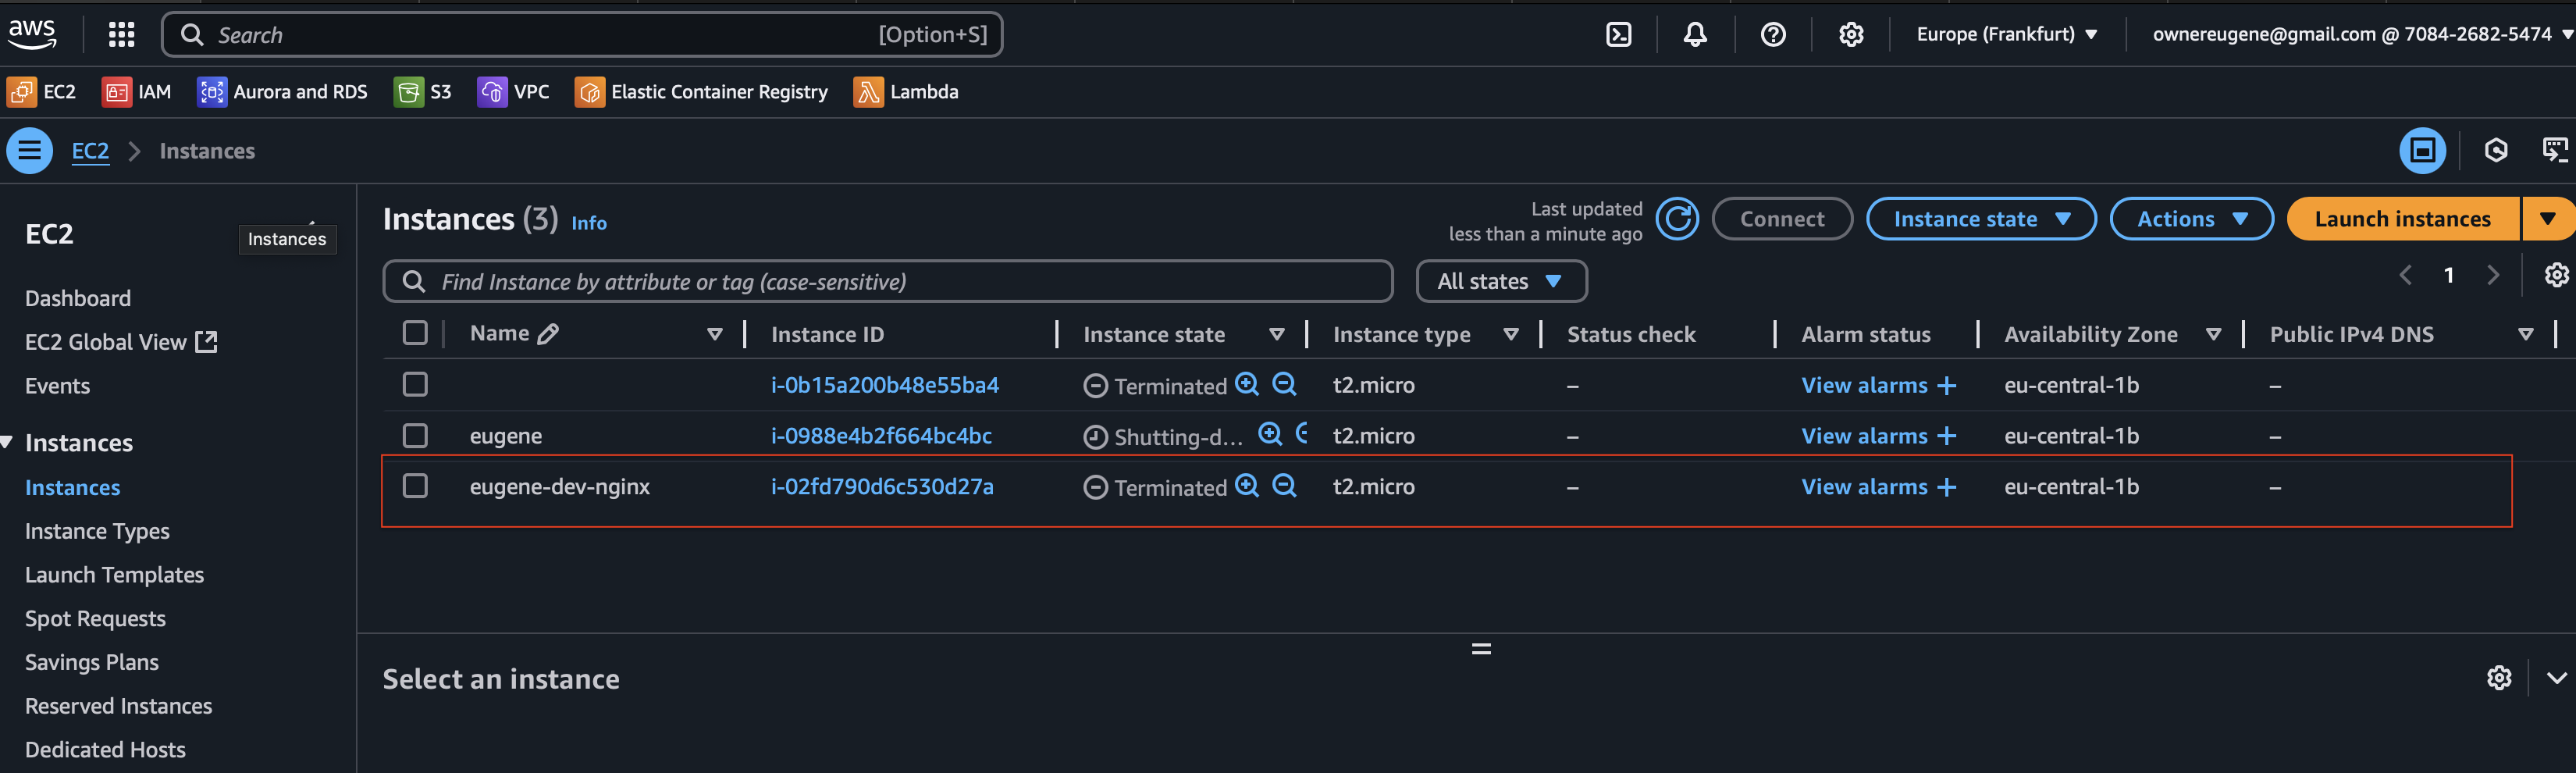 aws
Search [Option+S] Europe (Frankfurt) ownereugene@gmail.com @ 7084-2682-5474
EC2 IAM Aurora and RDS S3 VPC Elastic Container Registry Lambda
EC2 Instances
EC2
Instances
Dashboard
EC2 Global View
Events
Instances
Instances
Instance Types
Launch Templates
Spot Requests
Savings Plans
Reserved Instances
Dedicated Hosts
Instances (3) Info
Last updated
less than a minute ago
Connect Instance state Actions Launch instances
Find Instance by attribute or tag (case-sensitive) All states 1
Name Instance ID Instance state Instance type Status check Alarm status Availability Zone Public IPv4 DNS
i-0b15a200b48e55ba4 Terminated t2.micro – View alarms + eu-central-1b –
eugene i-0988e4b2f664bc4bc Shutting-d... t2.micro – View alarms + eu-central-1b –
eugene-dev-nginx i-02fd790d6c530d27a Terminated t2.micro – View alarms + eu-central-1b –
Select an instance